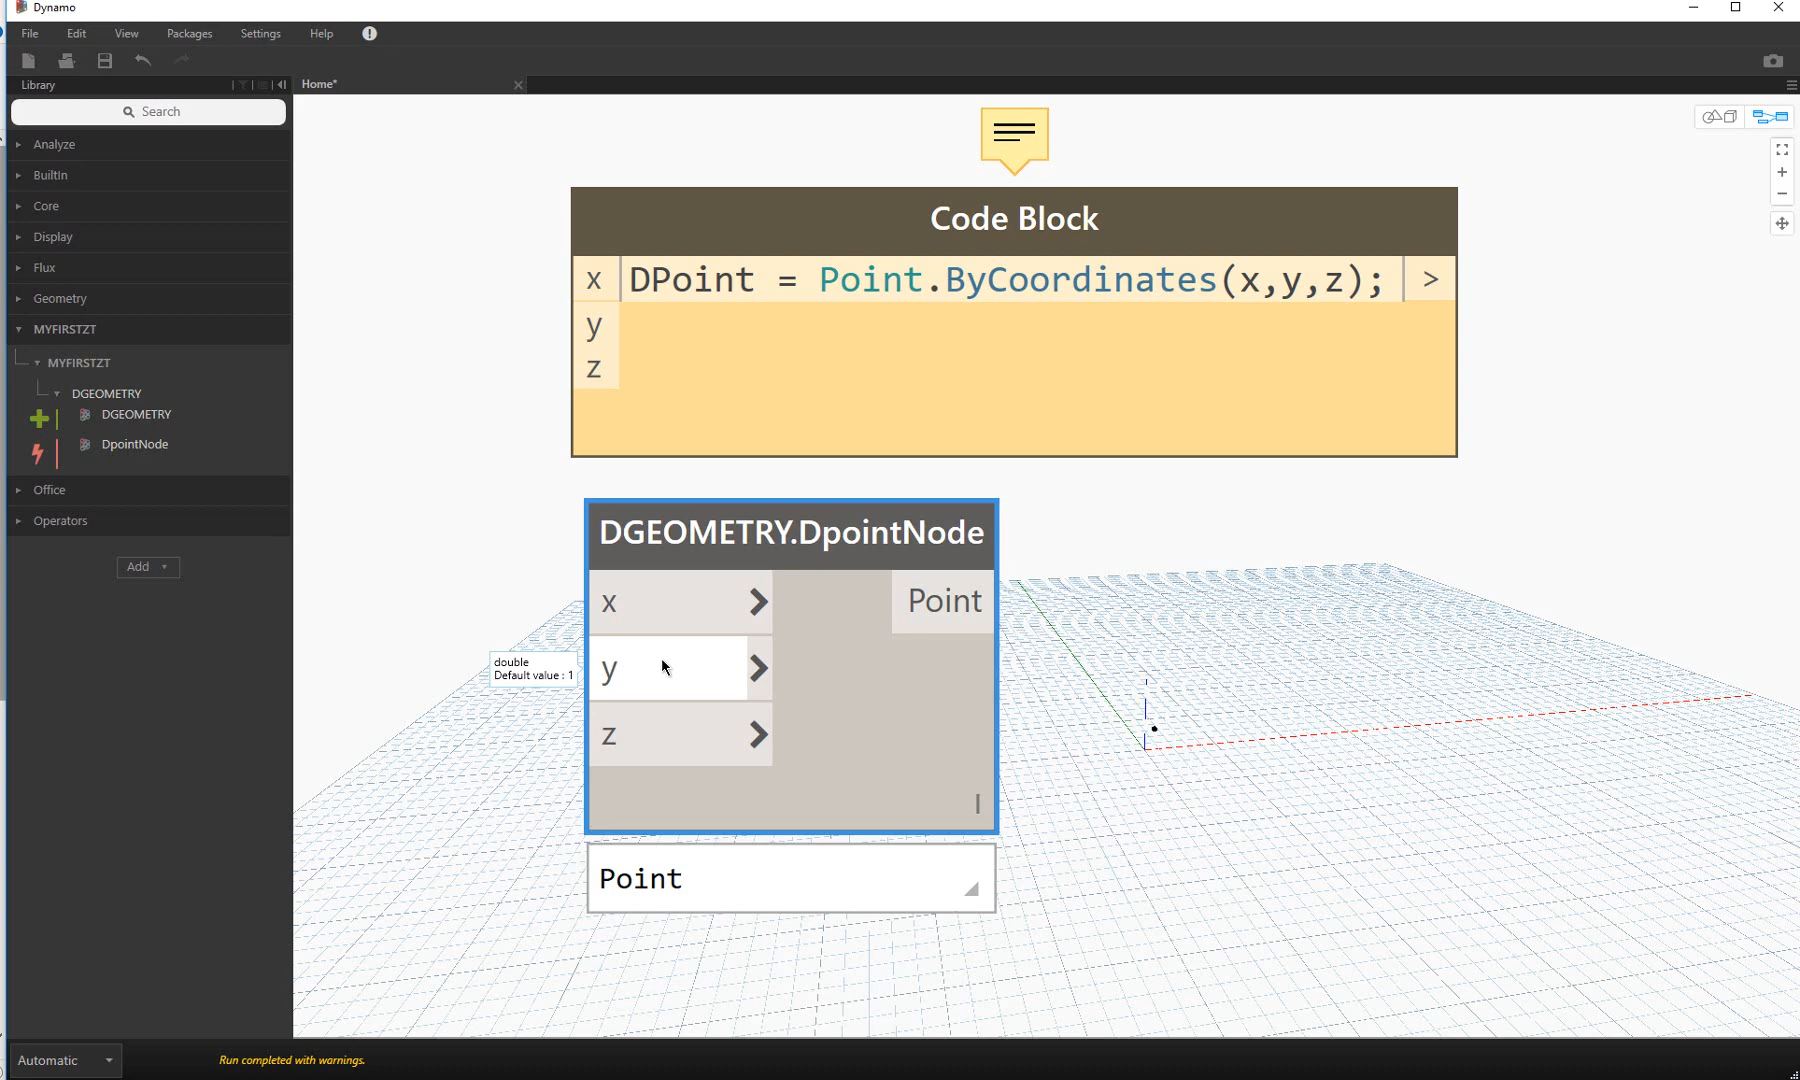 Dynamo
File Edit View Packages Settings Help
Library
Home*
Search
Analyze
BuiltIn
Core
Display
Flux
Geometry
MYFIRSTZT
MYFIRSTZT
DGEOMETRY
DGEOMETRY
DpointNode
Office
Operators
Add
Code Block
x DPoint = Point.ByCoordinates(x,y,z); >
y
z
DGEOMETRY.DpointNode
x Point
double
Default value : 1
y
z
Point
Automatic
Run completed with warnings.